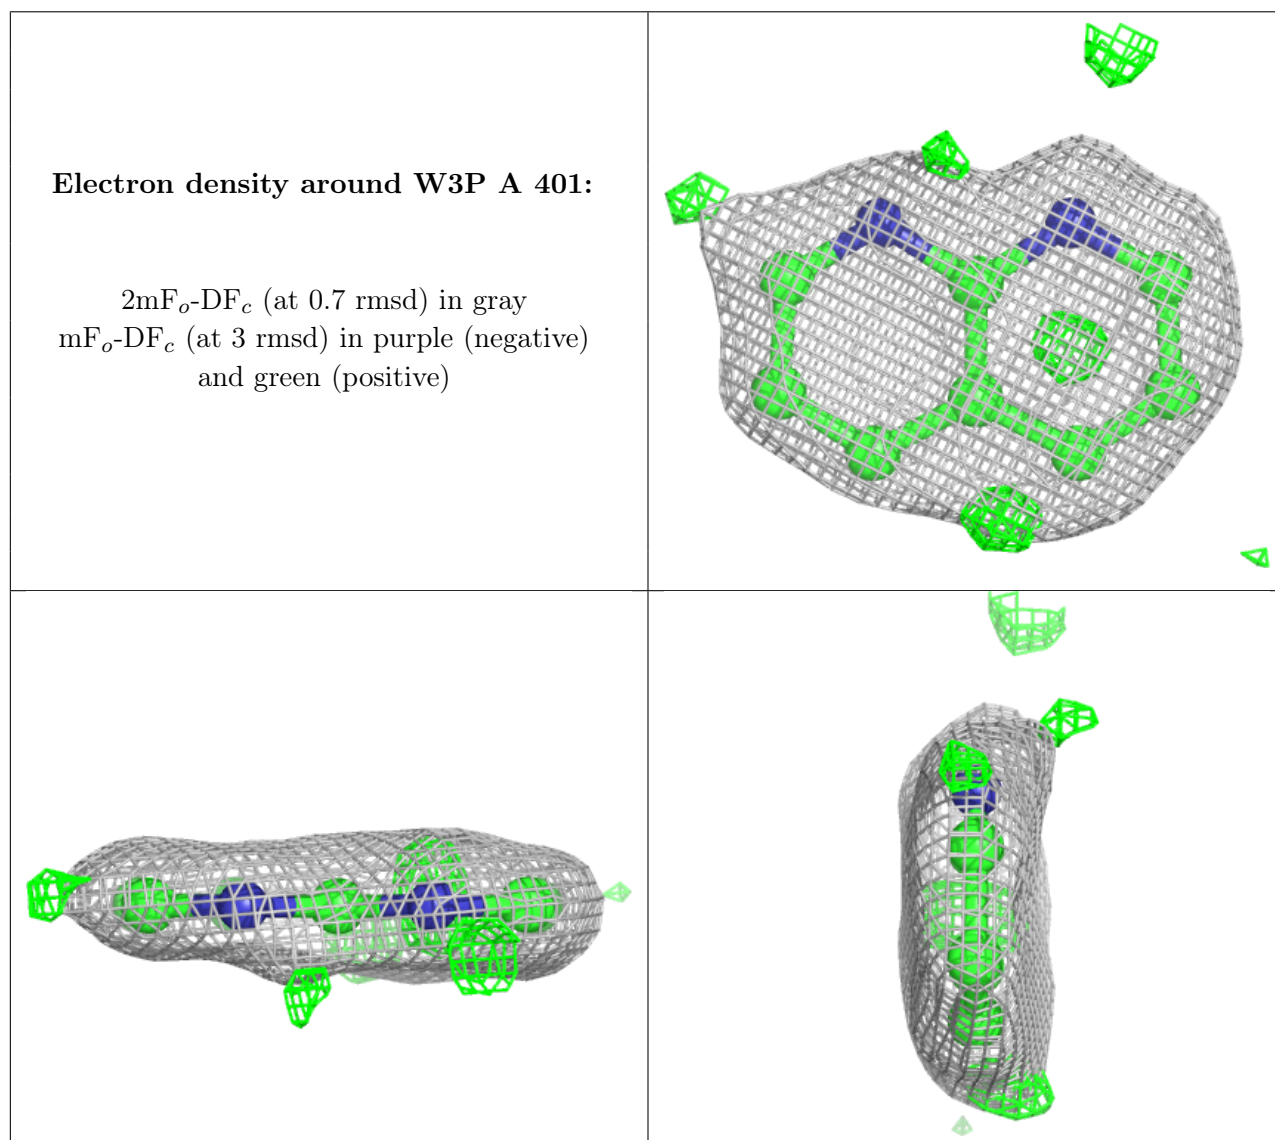 Electron density around W3P A 401:
2mFo-DFc (at 0.7 rmsd) in gray
mFo-DFc (at 3 rmsd) in purple (negative)
and green (positive)